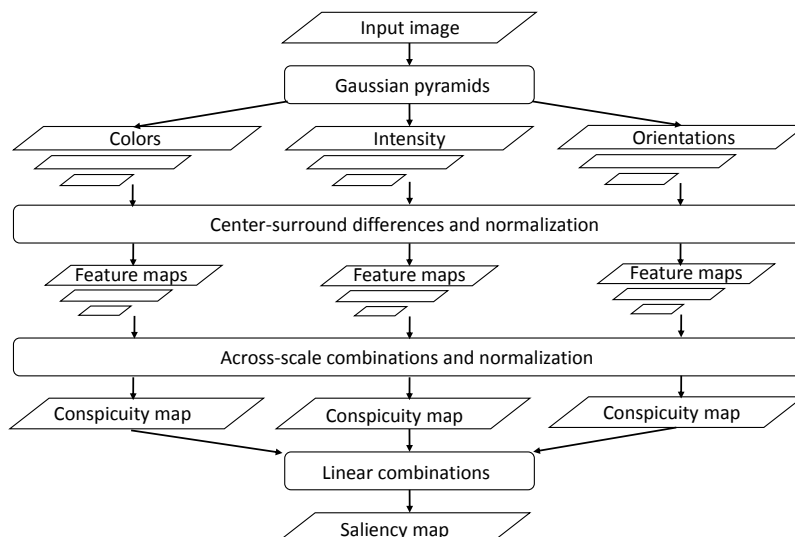 Input image
Gaussian pyramids
Colors
Intensity
Orientations
Center-surround differences and normalization
Feature maps
Feature maps
Feature maps
Across-scale combinations and normalization
Conspicuity map
Conspicuity map
Conspicuity map
Linear combinations
Saliency map